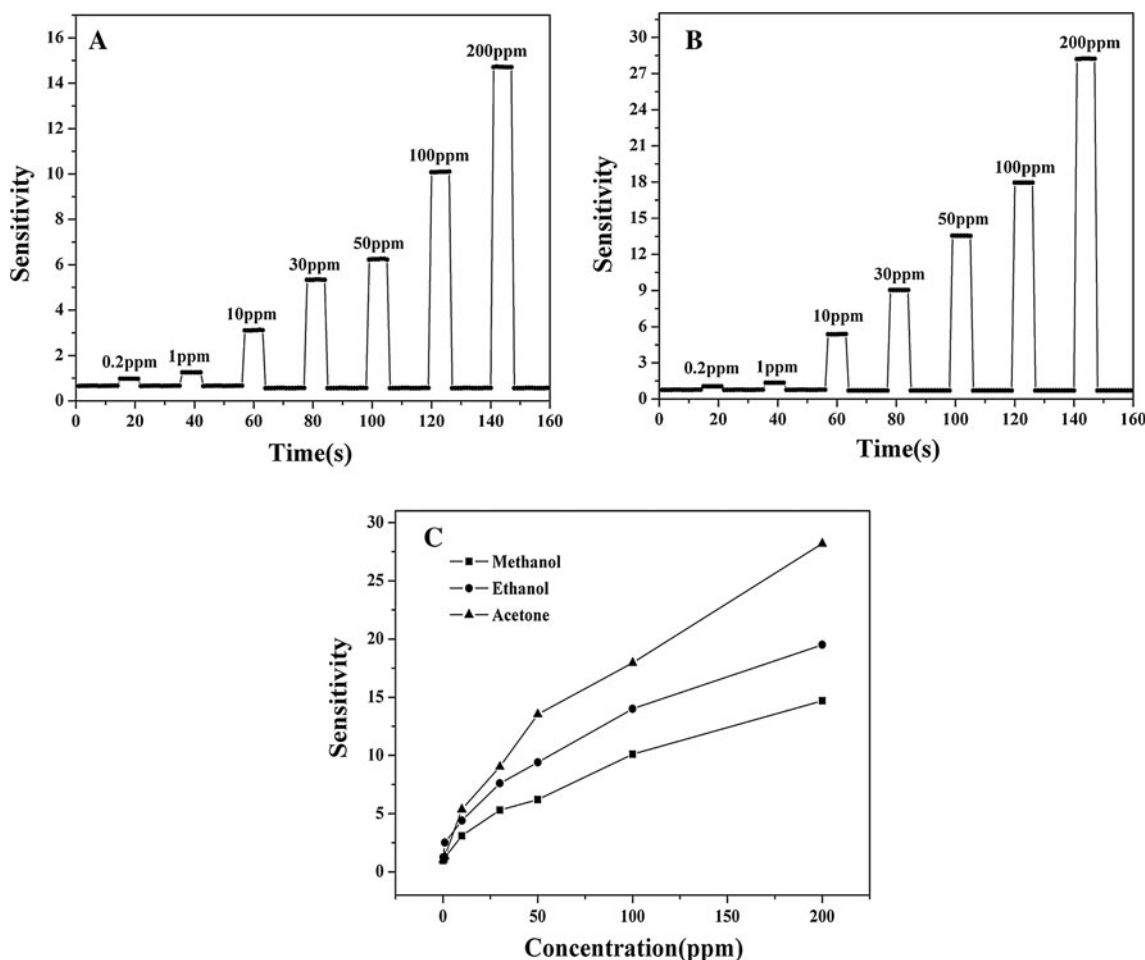 A
Sensitivity
16
14
12
10
8
6
4
2
0
0.2ppm
1ppm
10ppm
30ppm
50ppm
100ppm
200ppm
0 20 40 60 80 100 120 140 160
Time(s)
B
Sensitivity
30
27
24
21
18
15
12
9
6
3
0
0.2ppm
1ppm
10ppm
30ppm
50ppm
100ppm
200ppm
0 20 40 60 80 100 120 140 160
Time(s)
C
Methanol
Ethanol
Acetone
Sensitivity
30
25
20
15
10
5
0
0 50 100 150 200
Concentration(ppm)